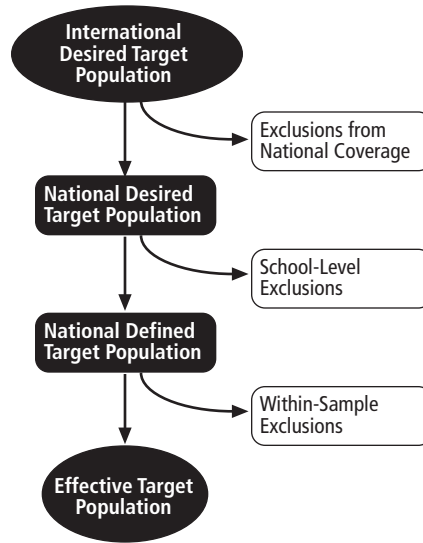 International
Desired Target
Population
Exclusions from
National Coverage
National Desired
Target Population
School-Level
Exclusions
National Defined
Target Population
Within-Sample
Exclusions
Effective Target
Population